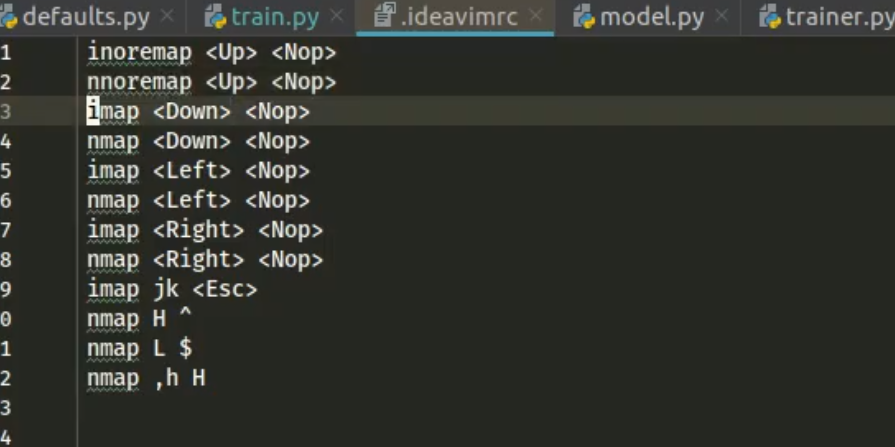 defaults.py × train.py × .ideavimrc × model.py × trainer.py
1 inoremap <Up> <Nop>
2 nnoremap <Up> <Nop>
3 imap <Down> <Nop>
4 nmap <Down> <Nop>
5 imap <Left> <Nop>
6 nmap <Left> <Nop>
7 imap <Right> <Nop>
8 nmap <Right> <Nop>
9 imap jk <Esc>
0 nmap H ^
1 nmap L $
2 nmap ,h H
3
4